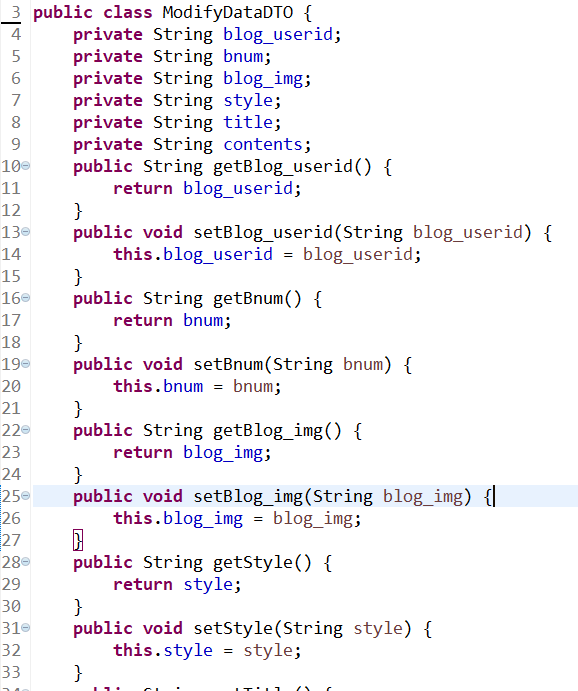 3 public class ModifyDataDTO {
4     private String blog_userid;
5     private String bnum;
6     private String blog_img;
7     private String style;
8     private String title;
9     private String contents;
10     public String getBlog_userid() {
11         return blog_userid;
12     }
13     public void setBlog_userid(String blog_userid) {
14         this.blog_userid = blog_userid;
15     }
16     public String getBnum() {
17         return bnum;
18     }
19     public void setBnum(String bnum) {
20         this.bnum = bnum;
21     }
22     public String getBlog_img() {
23         return blog_img;
24     }
25     public void setBlog_img(String blog_img) {
26         this.blog_img = blog_img;
27     }
28     public String getStyle() {
29         return style;
30     }
31     public void setStyle(String style) {
32         this.style = style;
33     }